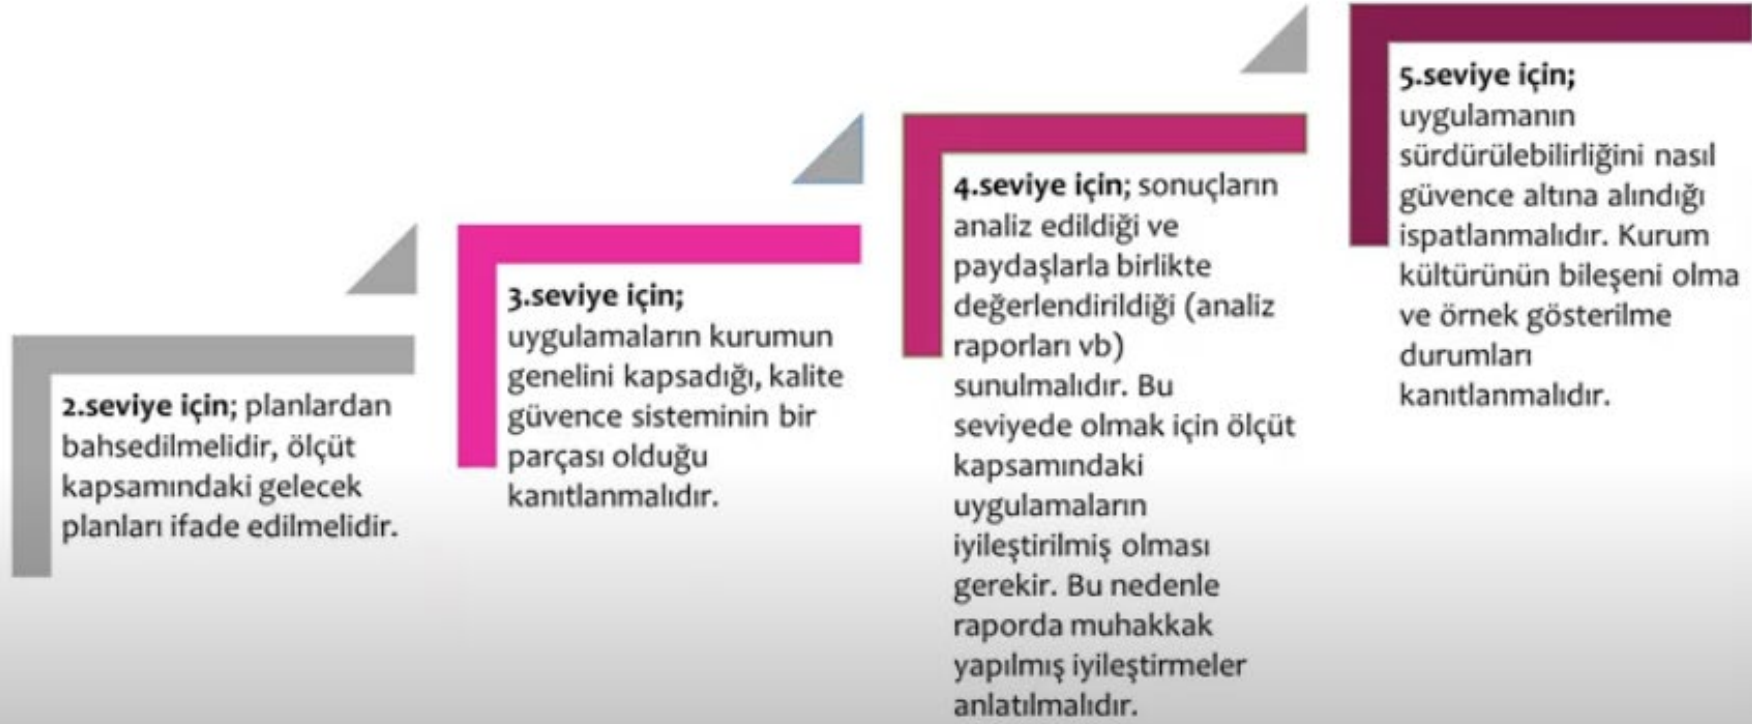 2.seviye için; planlardan
bahsedilmelidir, ölçüt
kapsamındaki gelecek
planları ifade edilmelidir.
3.seviye için;
uygulamaların kurumun
genelini kapsadığı, kalite
güvence sisteminin bir
parçası olduğu
kanıtlanmalıdır.
4.seviye için; sonuçların
analiz edildiği ve
paydaşlarla birlikte
değerlendirildiği (analiz
raporları vb)
sunulmalıdır. Bu
seviyede olmak için ölçüt
kapsamındaki
uygulamaların
iyileştirilmiş olması
gerekir. Bu nedenle
raporda muhakkak
yapılmış iyileştirmeler
anlatılmalıdır.
5.seviye için;
uygulamanın
sürdürülebilirliğini nasıl
güvence altına alındığı
ispatlanmalıdır. Kurum
kültürünün bileşeni olma
ve örnek gösterilme
durumları
kanıtlanmalıdır.